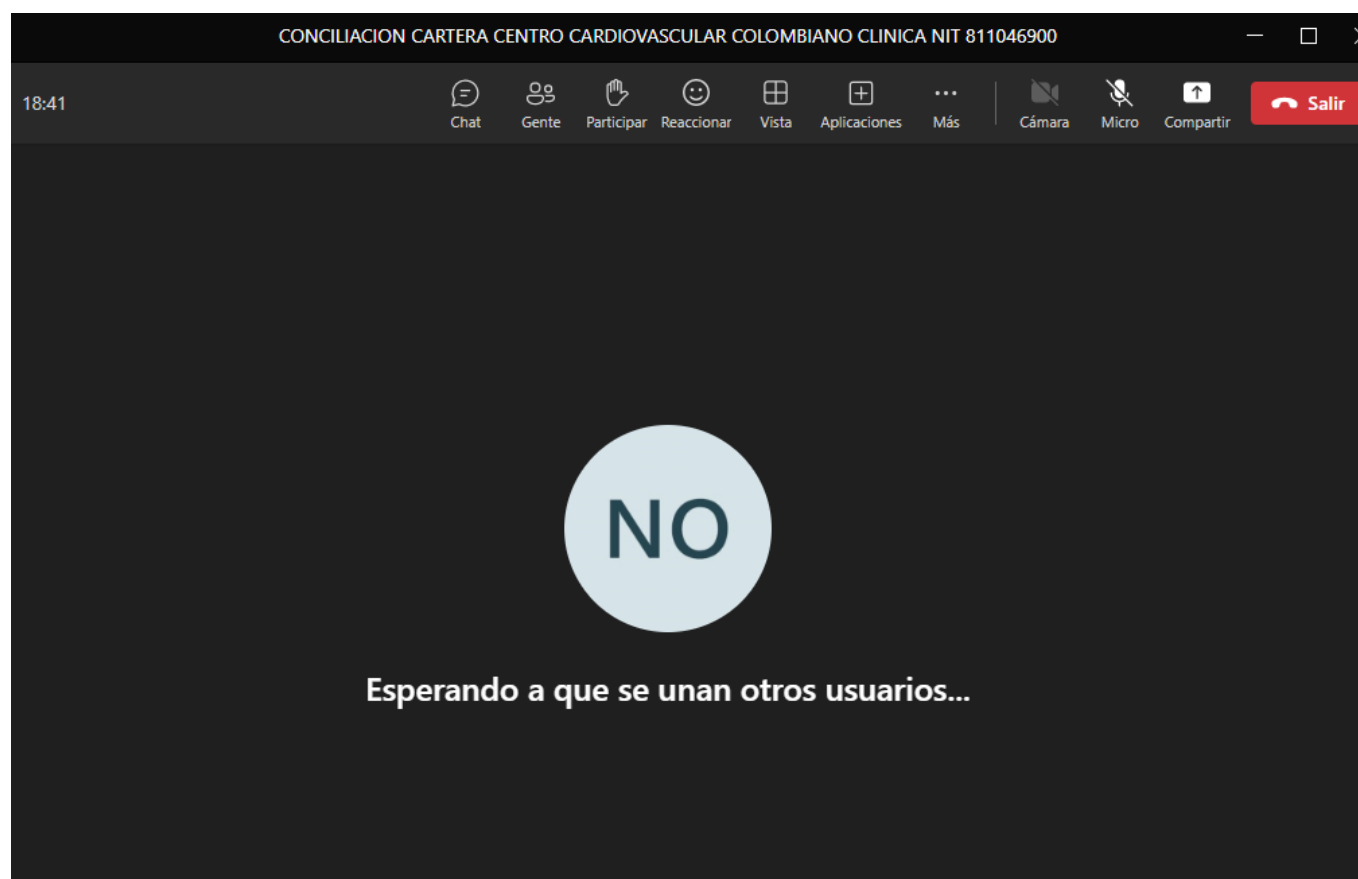 CONCILIACION CARTERA CENTRO CARDIOVASCULAR COLOMBIANO CLINICA NIT 811046900
18:41
Chat Gente Participar Reaccionar Vista Aplicaciones Más Cámara Micro Compartir Salir
NO
Esperando a que se unan otros usuarios...